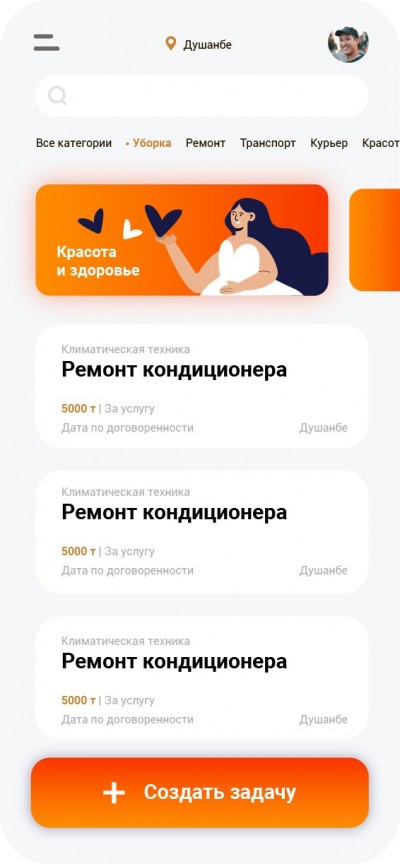 Душанбе
Все категории • Уборка Ремонт Транспорт Курьер Красот
Красота
и здоровье
Климатическая техника
Ремонт кондиционера
5000 т | За услугу
Дата по договоренности Душанбе
Климатическая техника
Ремонт кондиционера
5000 т | За услугу
Дата по договоренности Душанбе
Климатическая техника
Ремонт кондиционера
5000 т | За услугу
Дата по договоренности Душанбе
+ Создать задачу